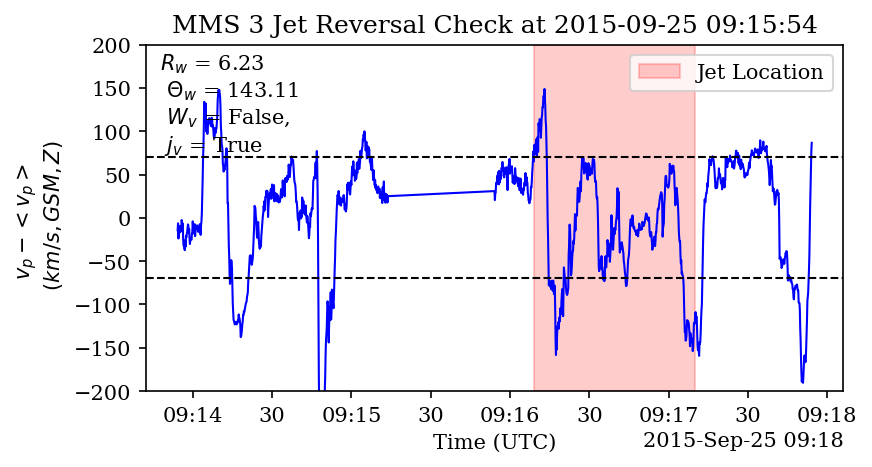 MMS 3 Jet Reversal Check at 2015-09-25 09:15:54
R_w = 6.23
Θ_w = 143.11
W_v = False,
j_v = True
Jet Location
v_p − < v_p >
(km/s, GSM, Z)
200
150
100
50
0
−50
−100
−150
−200
09:14
30
09:15
30
09:16
30
09:17
30
09:18
Time (UTC)
2015-Sep-25 09:18